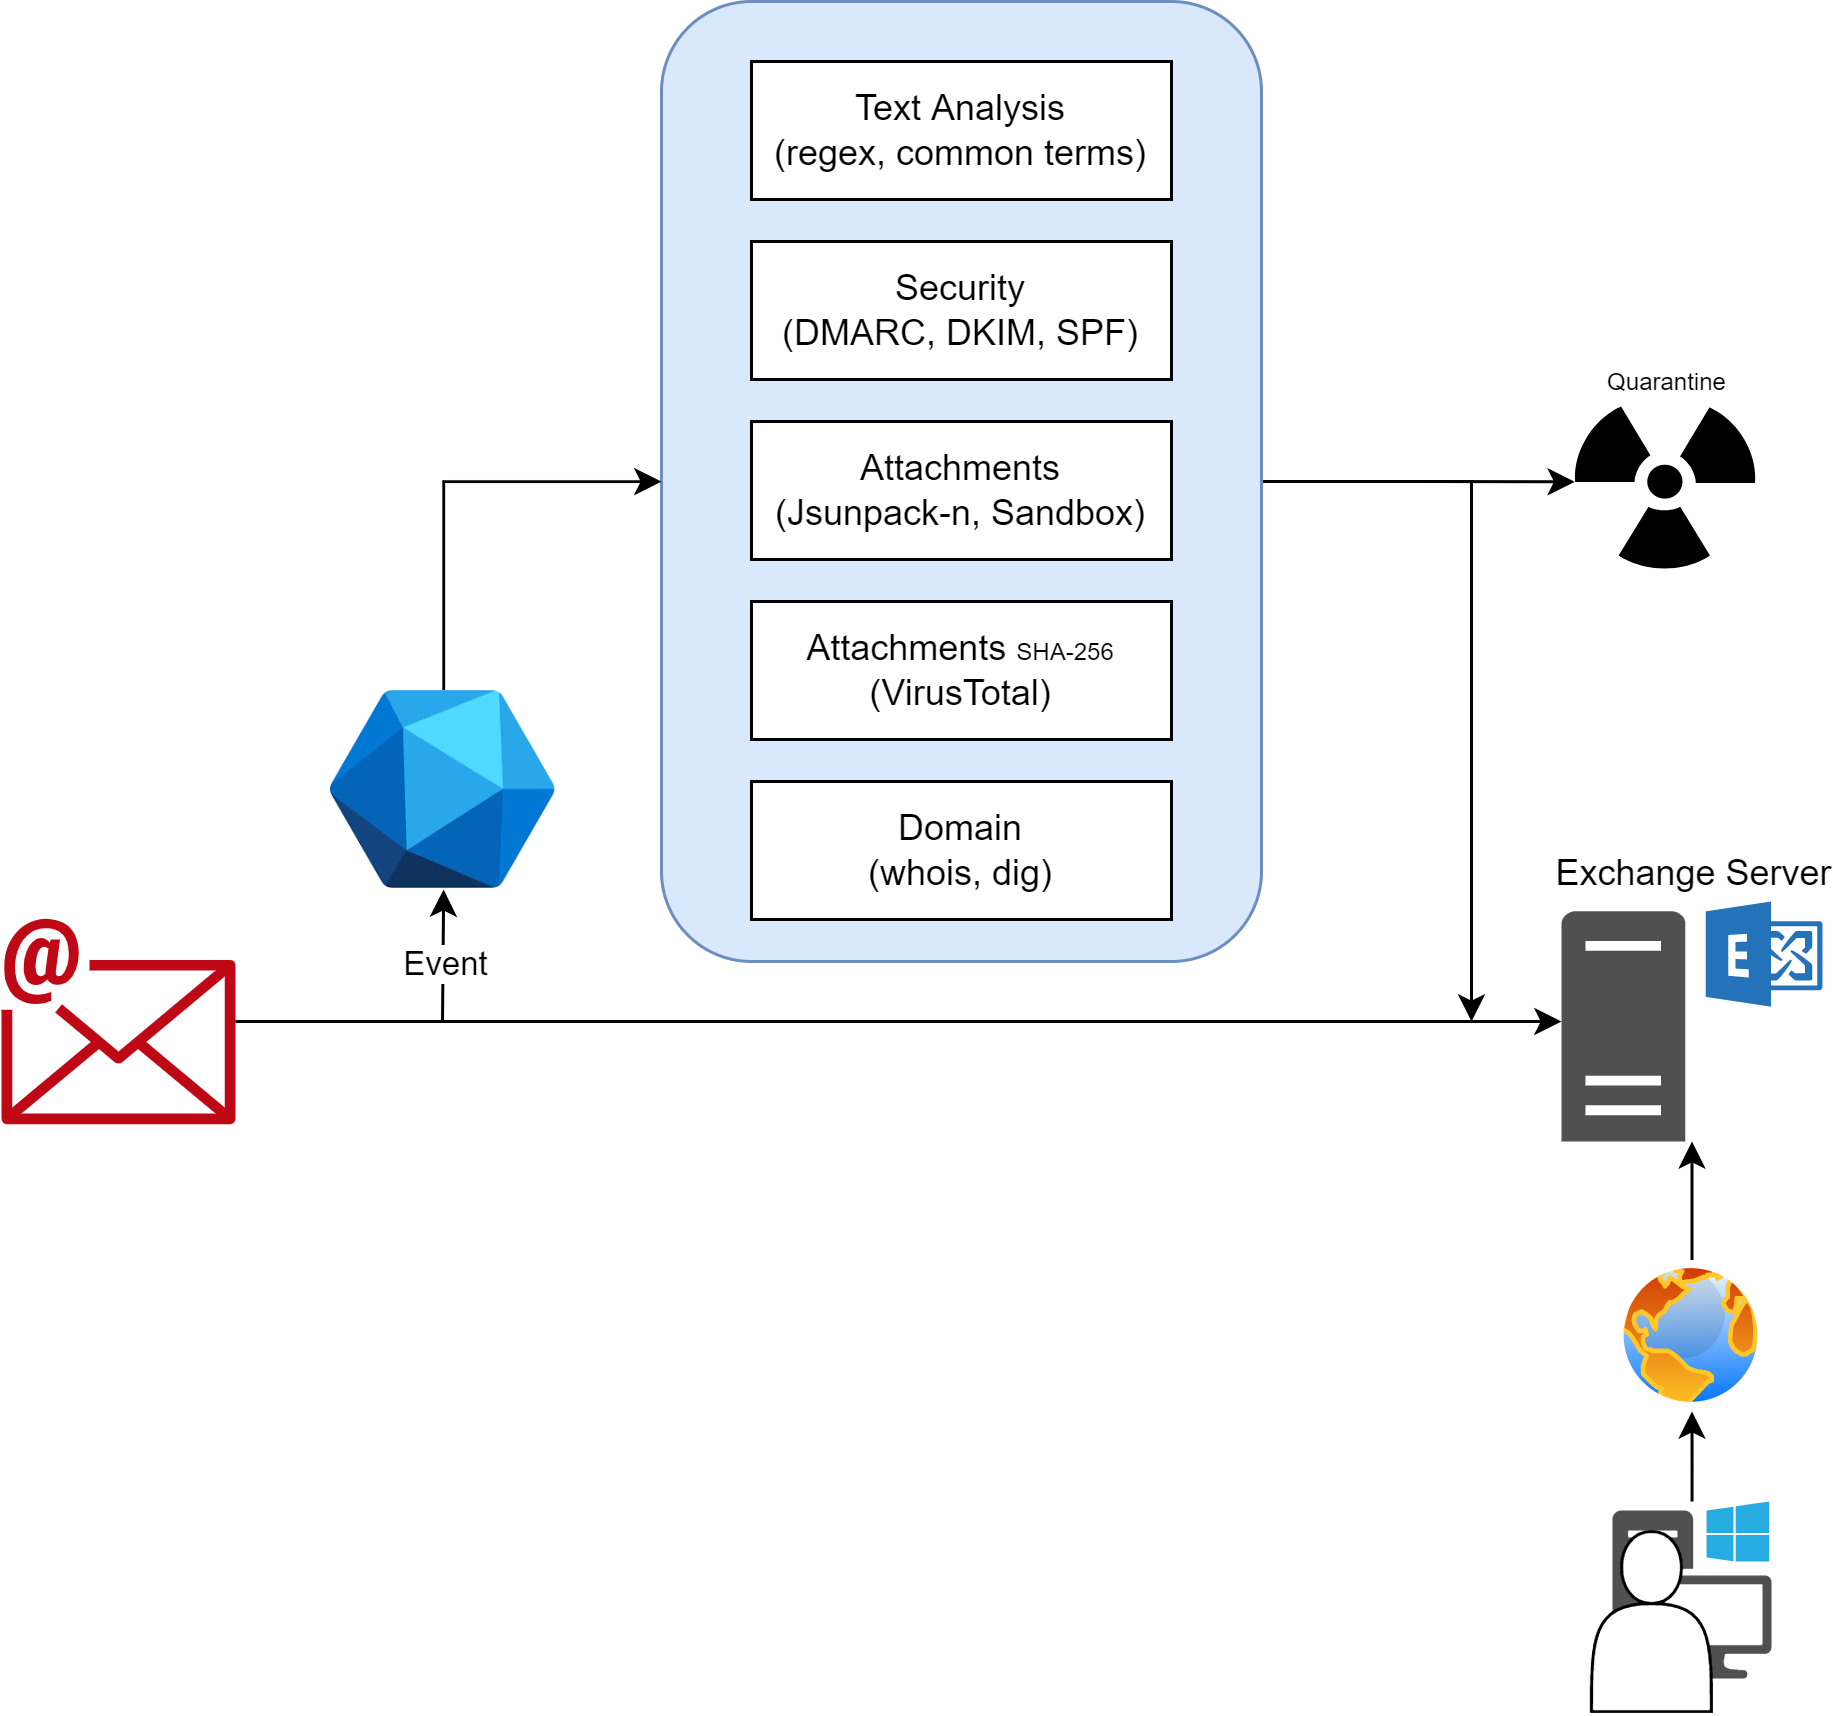 Text Analysis
(regex, common terms)
Security
(DMARC, DKIM, SPF)
Attachments
(Jsunpack-n, Sandbox)
Attachments SHA-256
(VirusTotal)
Domain
(whois, dig)
Quarantine
Event
@
Exchange Server
E